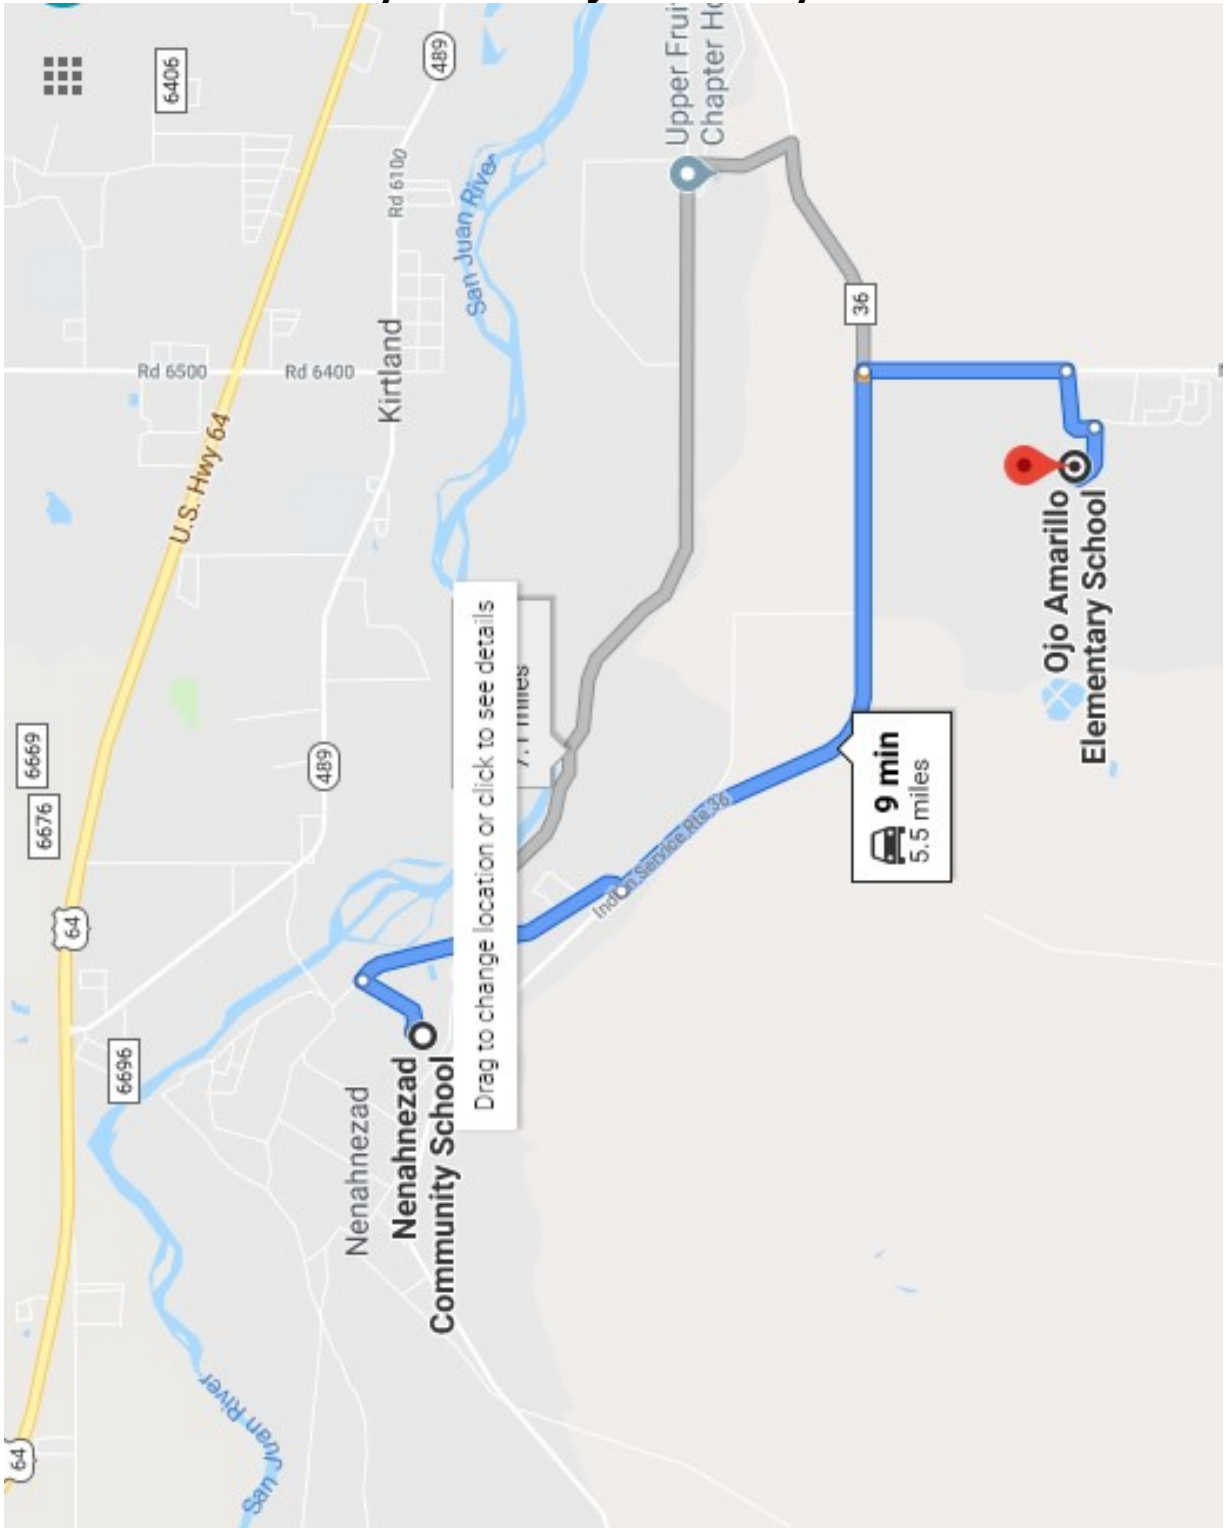 64
6669
6676
64
6696
6406
Rd 6500
U.S. Hwy 64
San Juan River
489
Rd 6400
Nenahnezad
Kirtland
Rd 6100
Nenahnezad
Community School
489
San Juan River
Drag to change location or click to see details
miles
Indian Service Rte 36
Upper Frui
Chapter Ho
36
9 min
5.5 miles
Ojo Amarillo
Elementary School